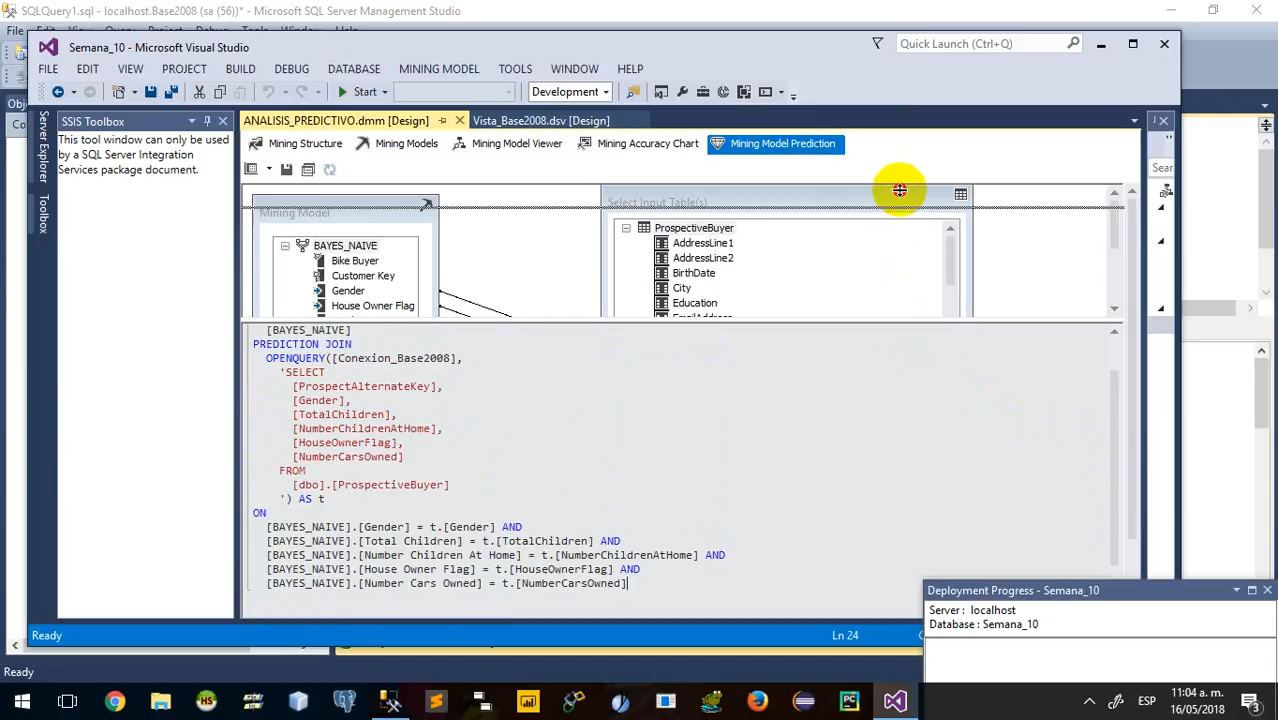 SQLQuery1.sql - localhost.Base2008 (sa (56))* - Microsoft SQL Server Management Studio
Semana_10 - Microsoft Visual Studio
Quick Launch (Ctrl+Q)
FILE EDIT VIEW PROJECT BUILD DEBUG DATABASE MINING MODEL TOOLS WINDOW HELP
Start
Development
SSIS Toolbox
ANALISIS_PREDICTIVO.dmm [Design]
Vista_Base2008.dsv [Design]
This tool window can only be used by a SQL Server Integration Services package document.
Server Explorer
Toolbox
Mining Structure
Mining Models
Mining Model Viewer
Mining Accuracy Chart
Mining Model Prediction
Sear
Mining Model
BAYES_NAIVE
Bike Buyer
Customer Key
Gender
House Owner Flag
Select Input Table(s)
ProspectiveBuyer
AddressLine1
AddressLine2
BirthDate
City
Education
EmailAddress
[BAYES_NAIVE]
PREDICTION JOIN
OPENQUERY([Conexion_Base2008],
'SELECT
[ProspectAlternateKey],
[Gender],
[TotalChildren],
[NumberChildrenAtHome],
[HouseOwnerFlag],
[NumberCarsOwned]
FROM
[dbo].[ProspectiveBuyer]
') AS t
ON
[BAYES_NAIVE].[Gender] = t.[Gender] AND
[BAYES_NAIVE].[Total Children] = t.[TotalChildren] AND
[BAYES_NAIVE].[Number Children At Home] = t.[NumberChildrenAtHome] AND
[BAYES_NAIVE].[House Owner Flag] = t.[HouseOwnerFlag] AND
[BAYES_NAIVE].[Number Cars Owned] = t.[NumberCarsOwned]
Deployment Progress - Semana_10
Server : localhost
Database : Semana_10
Ready
Ln 24
Ready
ESP
11:04 a. m.
16/05/2018